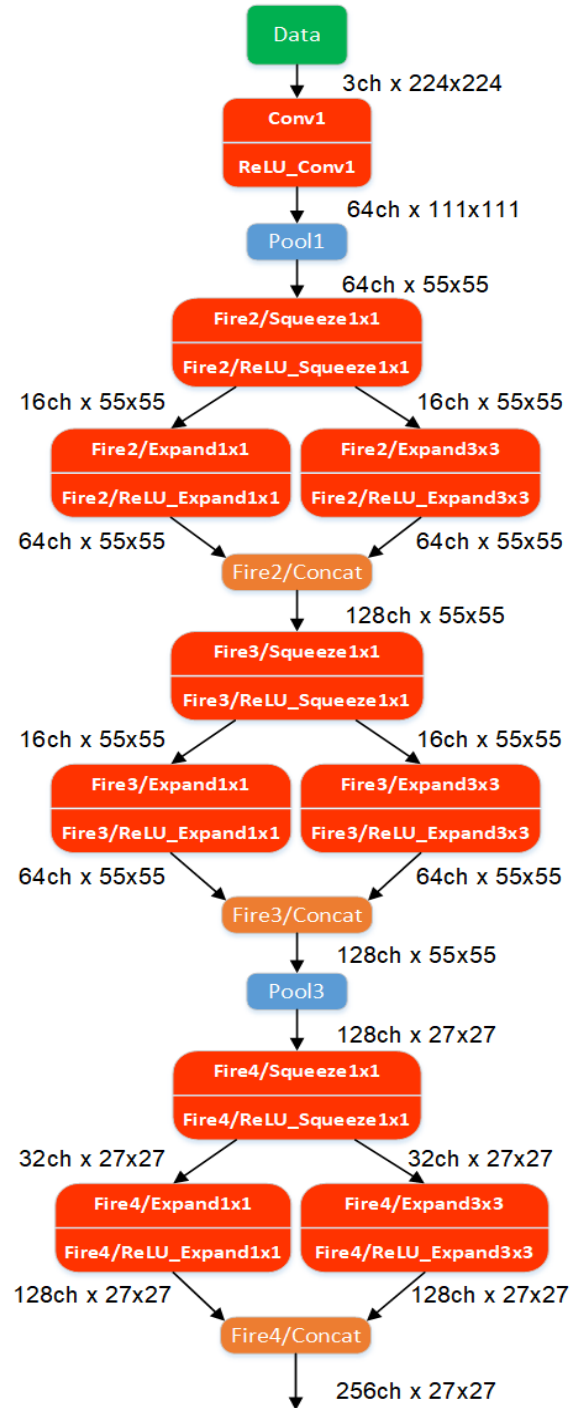 Data
3ch x 224x224
Conv1
ReLU_Conv1
64ch x 111x111
Pool1
64ch x 55x55
Fire2/Squeeze1x1
Fire2/ReLU_Squeeze1x1
16ch x 55x55
16ch x 55x55
Fire2/Expand1x1
Fire2/Expand3x3
Fire2/ReLU_Expand1x1
Fire2/ReLU_Expand3x3
64ch x 55x55
64ch x 55x55
Fire2/Concat
128ch x 55x55
Fire3/Squeeze1x1
Fire3/ReLU_Squeeze1x1
16ch x 55x55
16ch x 55x55
Fire3/Expand1x1
Fire3/Expand3x3
Fire3/ReLU_Expand1x1
Fire3/ReLU_Expand3x3
64ch x 55x55
64ch x 55x55
Fire3/Concat
128ch x 55x55
Pool3
128ch x 27x27
Fire4/Squeeze1x1
Fire4/ReLU_Squeeze1x1
32ch x 27x27
32ch x 27x27
Fire4/Expand1x1
Fire4/Expand3x3
Fire4/ReLU_Expand1x1
Fire4/ReLU_Expand3x3
128ch x 27x27
128ch x 27x27
Fire4/Concat
256ch x 27x27